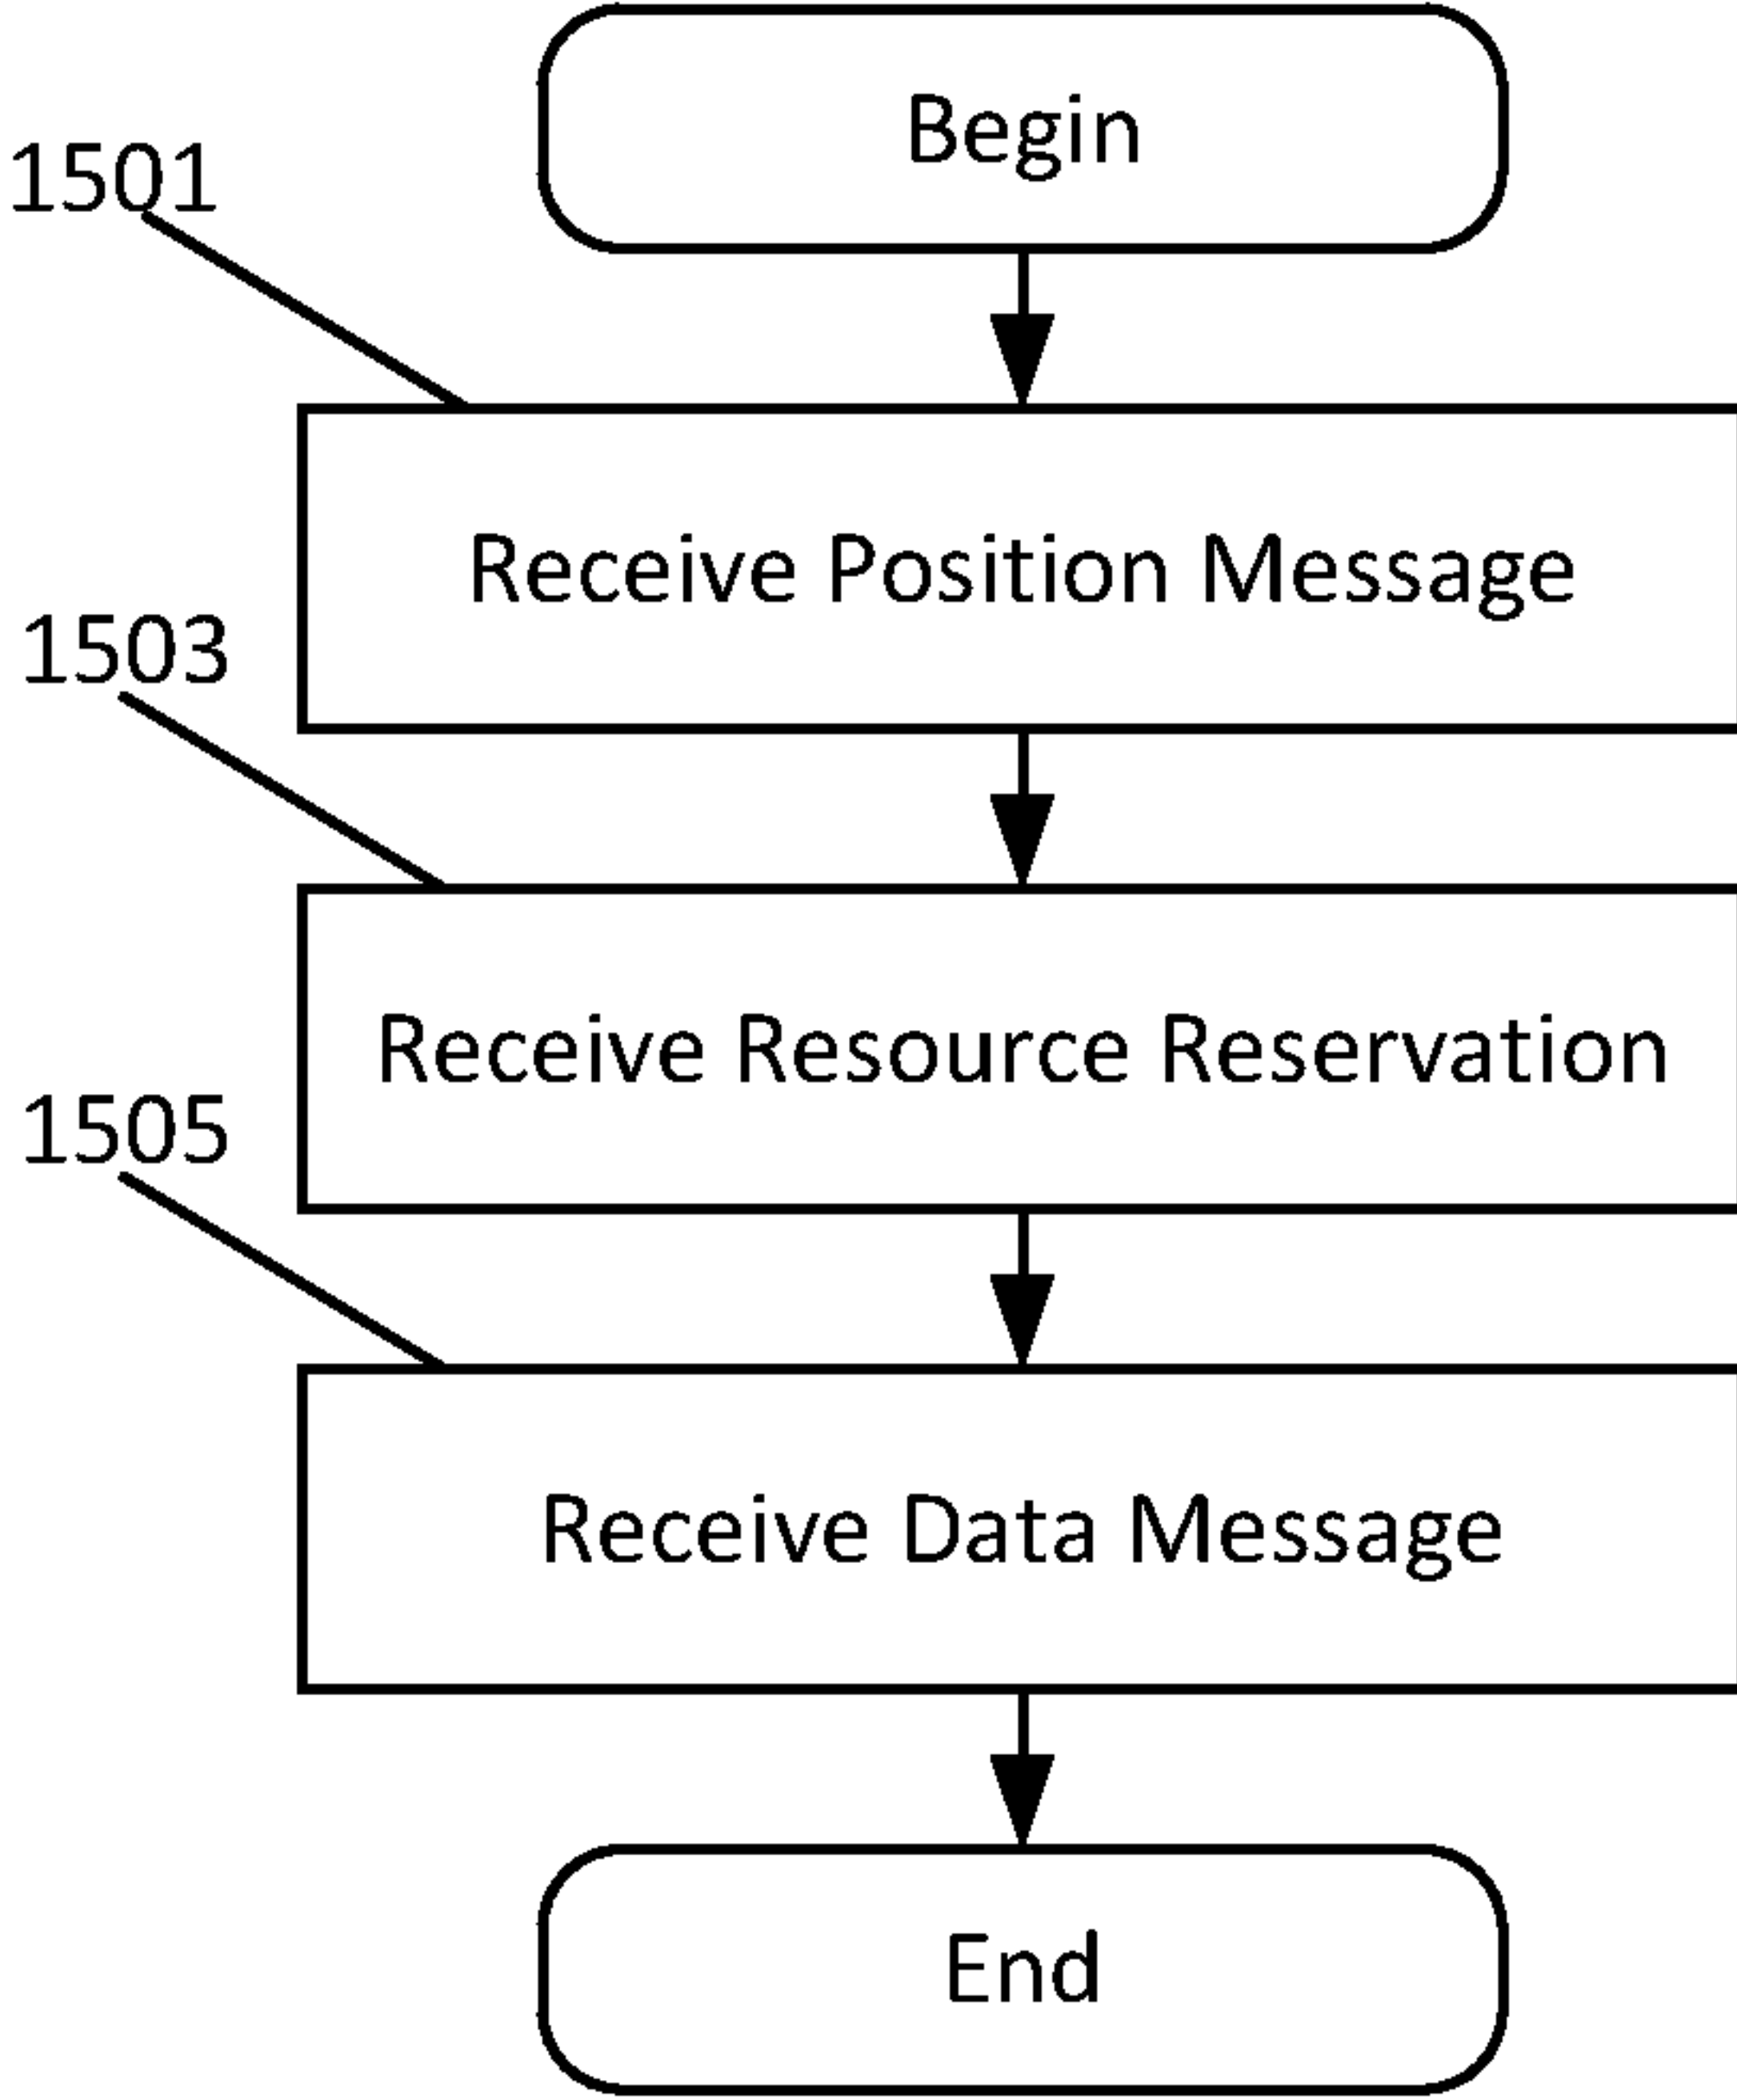 Begin
1501
Receive Position Message
1503
Receive Resource Reservation
1505
Receive Data Message
End